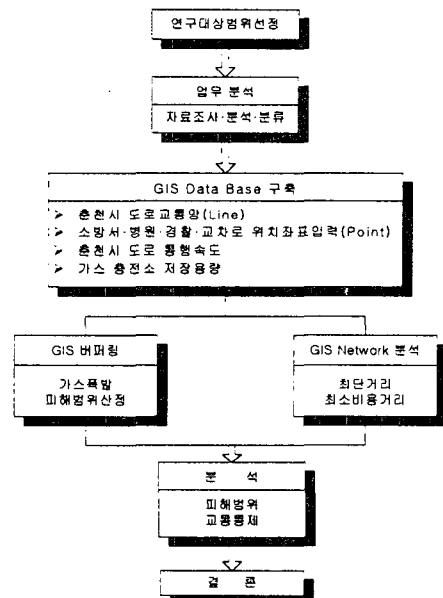 연구대상범위선정
업무 분석
자료조사·분석·분류
GIS Data Base 구축
➢ 춘천시 도로교통망(Line)
➢ 소방서·병원·경찰·교차로 위치좌표입력(Point)
➢ 춘천시 도로 통행속도
➢ 가스 충전소 저장용량
GIS 버퍼링
가스폭발
피해범위산정
GIS Network 분석
최단거리
최소비용거리
분 석
피해범위
교통통제
결 론